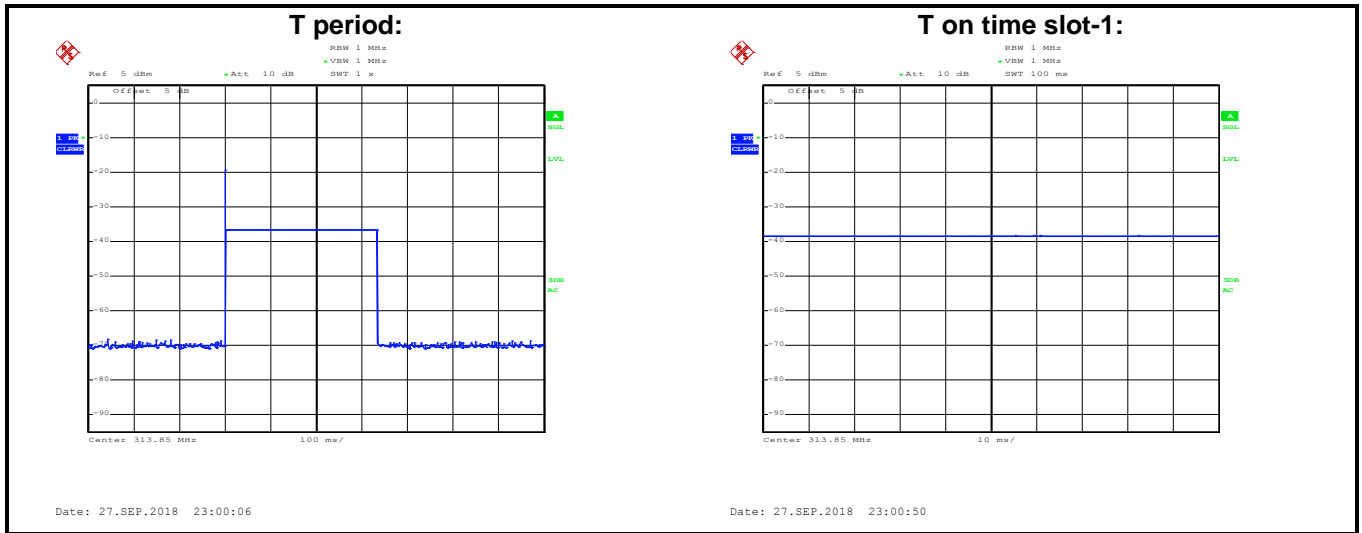 T period:
R S
RBW 1 MHz
* VBW 1 MHz
Ref 5 dBm * Att 10 dB SWT 1 s
Offset 5 dB
0
A
SGL
1 PK *
-10
CLRWR
LVL
-20
-30
-40
-50
3DB
AC
-60
-70
-80
-90
Center 313.85 MHz 100 ms/
Date: 27.SEP.2018 23:00:06
T on time slot-1:
R S
RBW 1 MHz
* VBW 1 MHz
Ref 5 dBm * Att 10 dB SWT 100 ms
Offset 5 dB
0
A
SGL
1 PK *
-10
CLRWR
LVL
-20
-30
-40
-50
3DB
AC
-60
-70
-80
-90
Center 313.85 MHz 10 ms/
Date: 27.SEP.2018 23:00:50